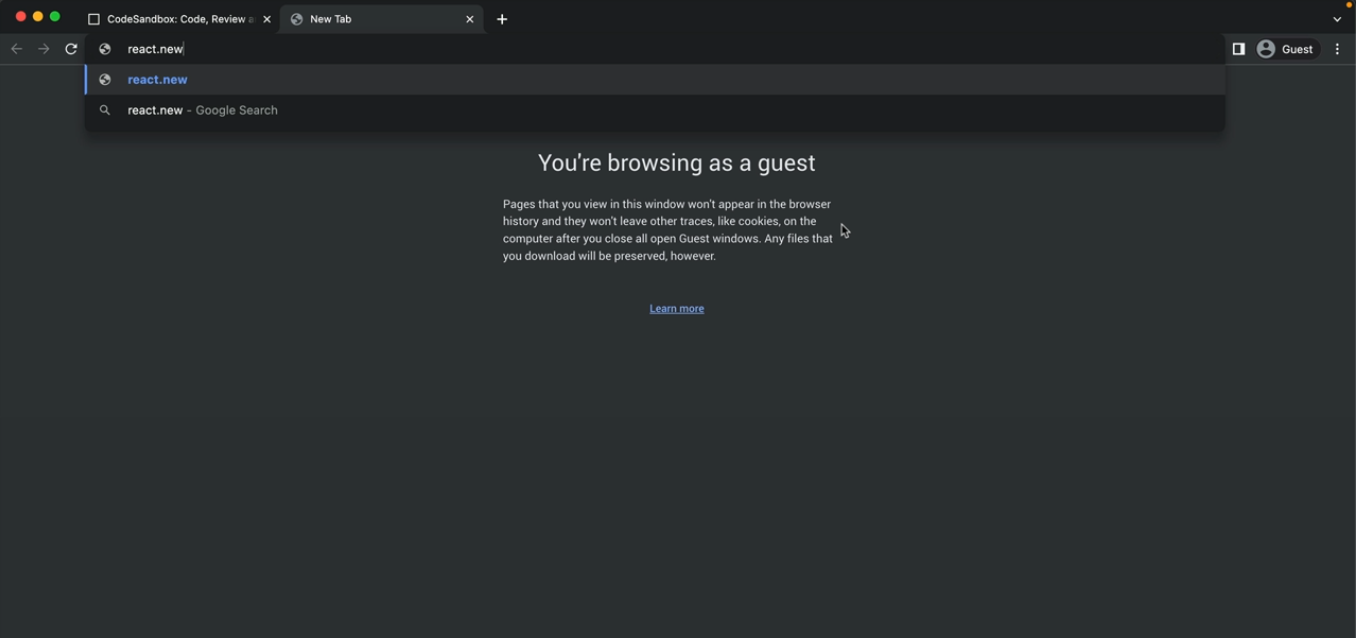 CodeSandbox: Code, Review a
New Tab
react.new
Guest
react.new
react.new - Google Search
You're browsing as a guest
Pages that you view in this window won't appear in the browser
history and they won't leave other traces, like cookies, on the
computer after you close all open Guest windows. Any files that
you download will be preserved, however.
Learn more